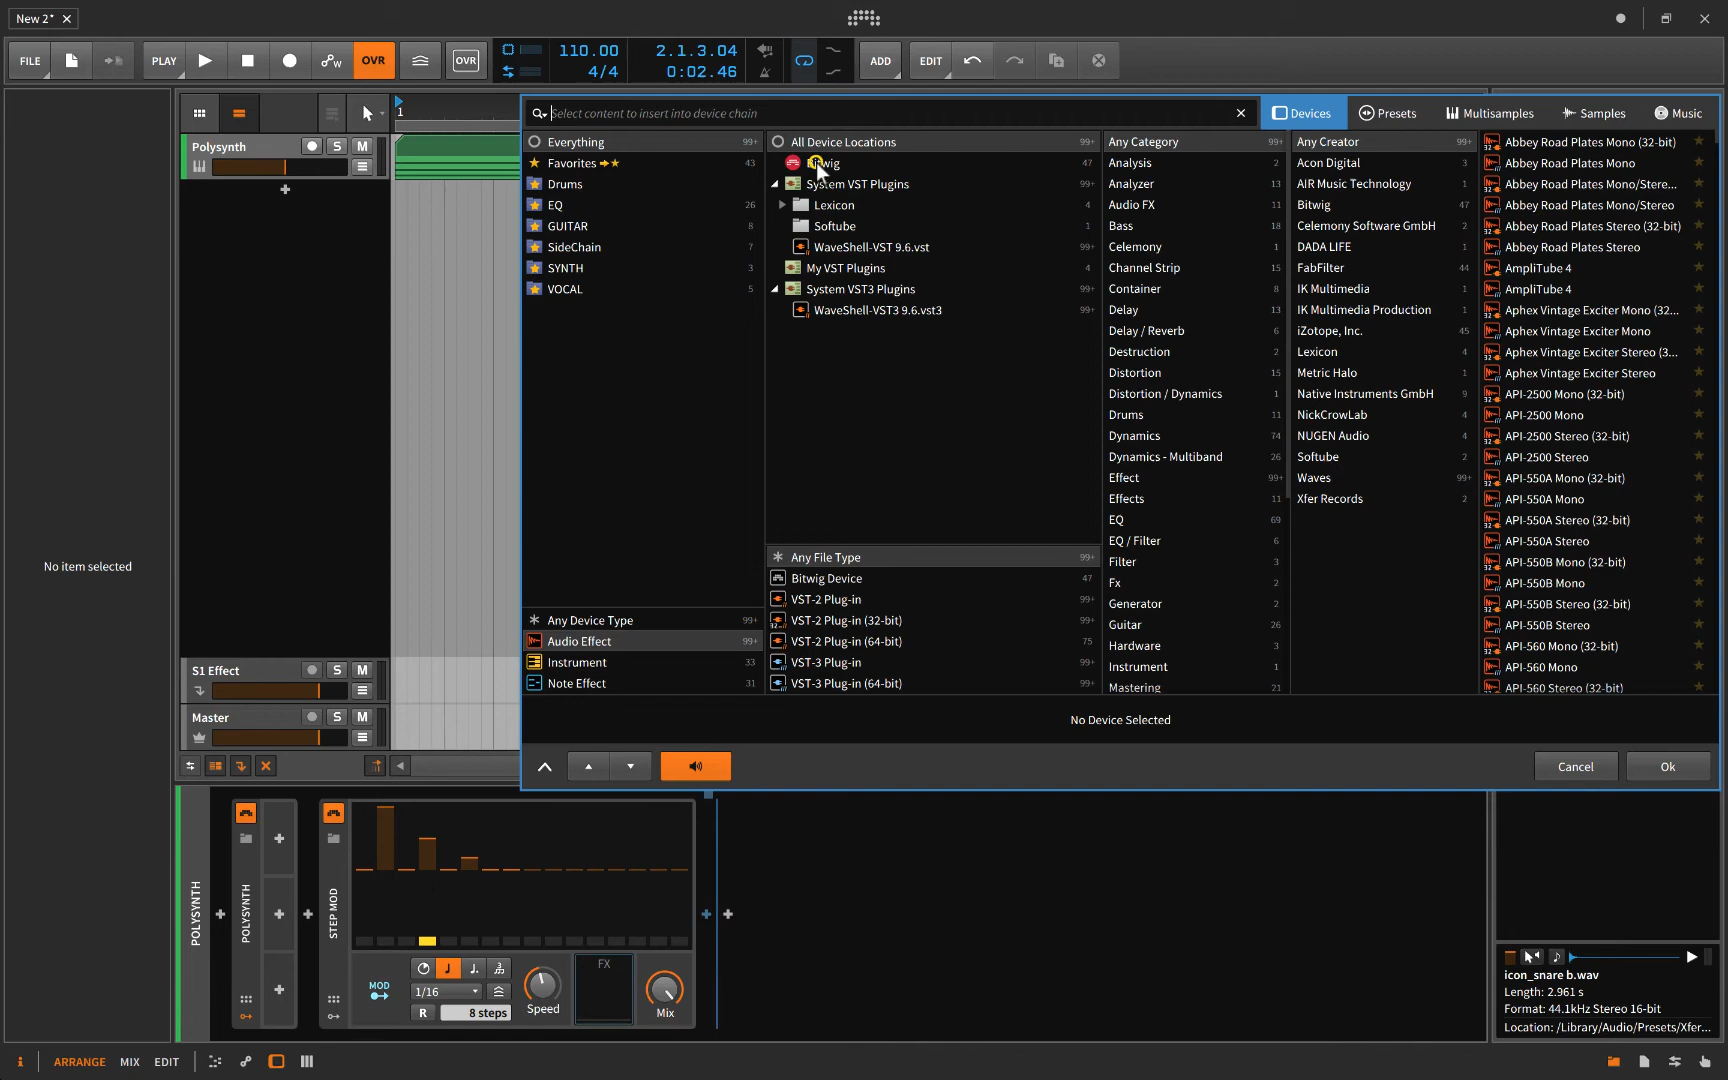 New 2*
FILE
PLAY
OVR
OVR
110.00
4/4
2.1.3.04
0:02.46
ADD
EDIT
1
Select content to insert into device chain
Devices
Presets
Multisamples
Samples
Music
No item selected
Polysynth
S
M
S1 Effect
S
M
Master
S
M
Everything 99+
Favorites 43
Drums
EQ 26
GUITAR 8
SideChain 7
SYNTH 3
VOCAL 5
Any Device Type 99+
Audio Effect 99+
Instrument 33
Note Effect 31
All Device Locations 99+
Bitwig 47
System VST Plugins 99+
Lexicon 4
Softube 1
WaveShell-VST 9.6.vst 99+
My VST Plugins 4
System VST3 Plugins 99+
WaveShell-VST3 9.6.vst3 99+
Any File Type 99+
Bitwig Device 47
VST-2 Plug-in 99+
VST-2 Plug-in (32-bit) 99+
VST-2 Plug-in (64-bit) 75
VST-3 Plug-in 99+
VST-3 Plug-in (64-bit) 99+
Any Category 99+
Analysis 2
Analyzer 13
Audio FX 11
Bass 18
Celemony 1
Channel Strip 15
Container 8
Delay 13
Delay / Reverb 6
Destruction 2
Distortion 15
Distortion / Dynamics 1
Drums 11
Dynamics 74
Dynamics - Multiband 26
Effect 99+
Effects 11
EQ 69
EQ / Filter 6
Filter 3
Fx 2
Generator 2
Guitar 26
Hardware 3
Instrument 1
Mastering 21
Any Creator 99+
Acon Digital 3
AIR Music Technology 1
Bitwig 47
Celemony Software GmbH 2
DADA LIFE 1
FabFilter 44
IK Multimedia 1
IK Multimedia Production 1
iZotope, Inc. 45
Lexicon 4
Metric Halo 1
Native Instruments GmbH 9
NickCrowLab 4
NUGEN Audio 4
Softube 2
Waves 99+
Xfer Records 2
Abbey Road Plates Mono (32-bit)
Abbey Road Plates Mono
Abbey Road Plates Mono/Stere...
Abbey Road Plates Mono/Stereo
Abbey Road Plates Stereo (32-bit)
Abbey Road Plates Stereo
AmpliTube 4
AmpliTube 4
Aphex Vintage Exciter Mono (32...
Aphex Vintage Exciter Mono
Aphex Vintage Exciter Stereo (3...
Aphex Vintage Exciter Stereo
API-2500 Mono (32-bit)
API-2500 Mono
API-2500 Stereo (32-bit)
API-2500 Stereo
API-550A Mono (32-bit)
API-550A Mono
API-550A Stereo (32-bit)
API-550A Stereo
API-550B Mono (32-bit)
API-550B Mono
API-550B Stereo (32-bit)
API-550B Stereo
API-560 Mono (32-bit)
API-560 Mono
API-560 Stereo (32-bit)
No Device Selected
Cancel
Ok
POLYSYNTH
POLYSYNTH
STEP MOD
MOD
1/16
R
8 steps
Speed
FX
Mix
icon_snare b.wav
Length: 2.961 s
Format: 44.1kHz Stereo 16-bit
Location: /Library/Audio/Presets/Xfer...
i
ARRANGE
MIX
EDIT